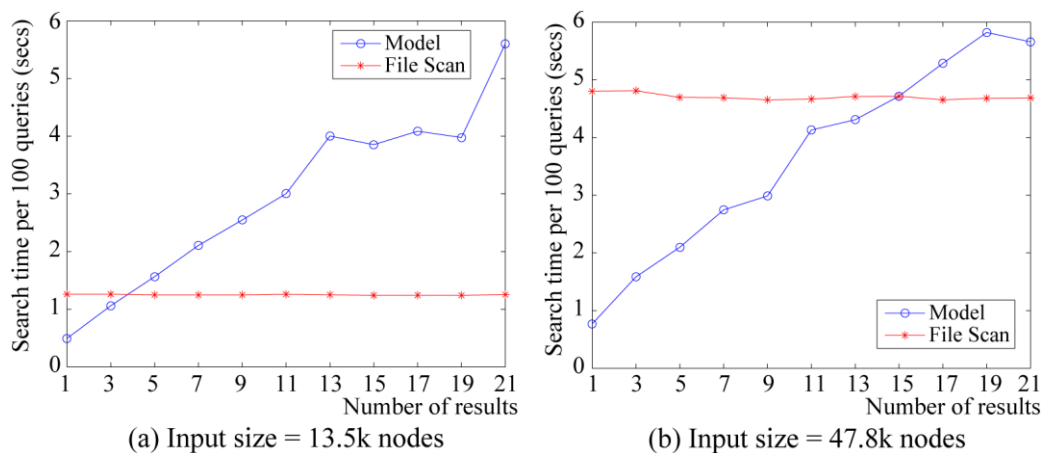 Search time per 100 queries (secs)
6
5
4
3
2
1
0
Model
File Scan
1 3 5 7 9 11 13 15 17 19 21
Number of results
(a) Input size = 13.5k nodes
Search time per 100 queries (secs)
6
5
4
3
2
1
0
Model
File Scan
1 3 5 7 9 11 13 15 17 19 21
Number of results
(b) Input size = 47.8k nodes